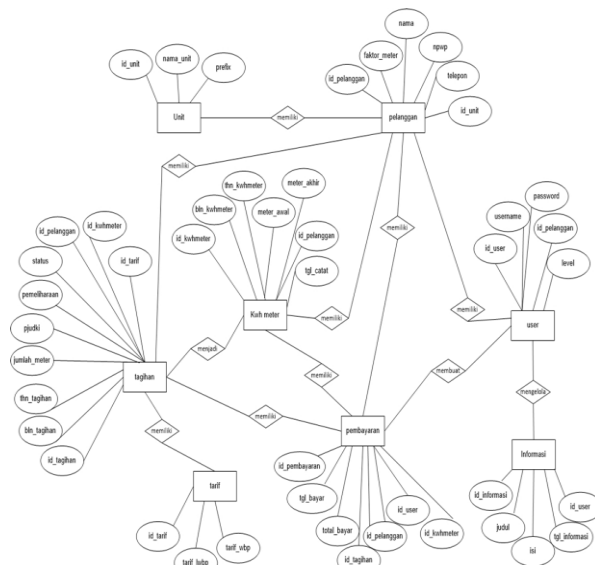 nama
nama_unit
faktor_meter
npwp
id_unit
prefir
telepon
id_pelanggan
id_unit
Unit
memiliki
pelanggan
memiliki
thn_kwhmeter
meter_akhir
password
bln_kwhmeter
meter_awal
username
id_pelanggan
id_kwhmeter
id_pelanggan
id_kwhmeter
id_pelanggan
memiliki
id_user
level
status
id_tarif
tgl_catat
pemeliharaan
Kwh meter
memiliki
memiliki
user
pjudki
menjadi
jumlah_meter
tagihan
memiliki
membuat
mengelola
thn_tagihan
memiliki
bln_tagihan
memiliki
pembayaran
id_tagihan
Informasi
id_pembayaran
tarif
tgl_bayar
id_user
id_informasi
id_user
total_bayar
id_pelanggan
id_kwhmeter
judul
tgl_informasi
id_tarif
tarif_wbp
isi
tarif_lwbp
id_tagihan